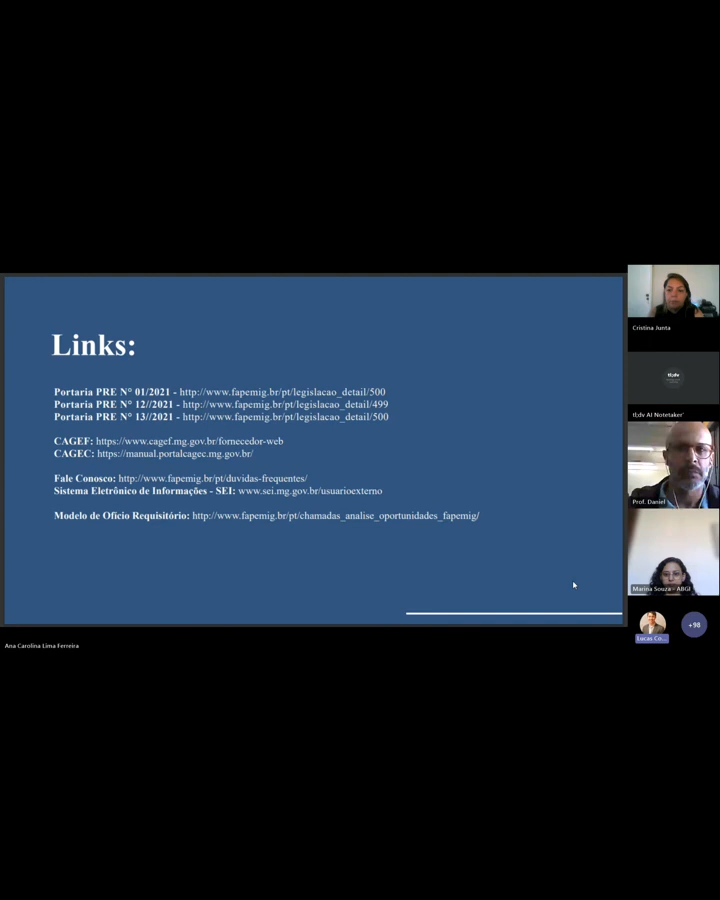 Links:
Portaria PRE N° 01/2021 - http://www.fapemig.br/pt/legislacao_detail/500
Portaria PRE N° 12//2021 - http://www.fapemig.br/pt/legislacao_detail/499
Portaria PRE N° 13//2021 - http://www.fapemig.br/pt/legislacao_detail/500
CAGEF: https://www.cagef.mg.gov.br/fornecedor-web
CAGEC: https://manual.portalcagec.mg.gov.br/
Fale Conosco: http://www.fapemig.br/pt/duvidas-frequentes/
Sistema Eletrônico de Informações - SEI: www.sei.mg.gov.br/usuarioexterno
Modelo de Ofício Requisitório: http://www.fapemig.br/pt/chamadas_analise_oportunidades_fapemig/
Cristina Junta
tl;dv
tl;dv AI Notetaker'
Prof. Daniel
Marina Souza - ABGI
Lucas Co...
+98
Ana Carolina Lima Ferreira